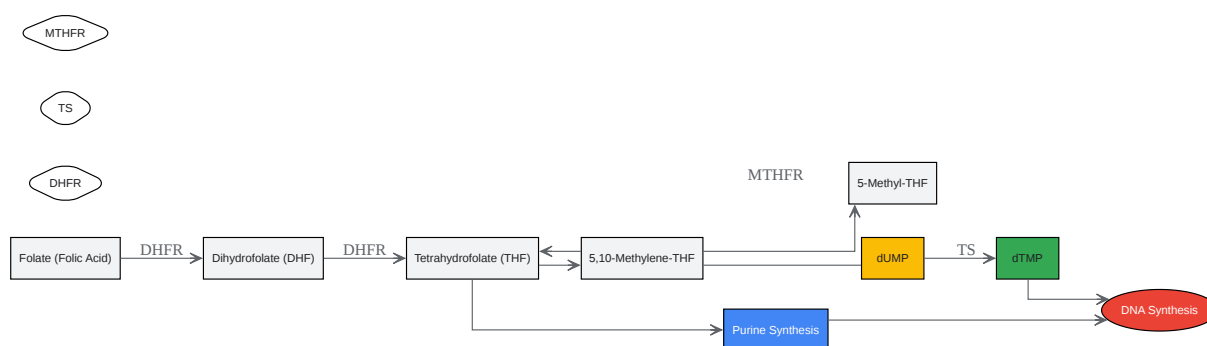 MTHFR
TS
DHFR
MTHFR
5-Methyl-THF
Folate (Folic Acid)
DHFR
Dihydrofolate (DHF)
DHFR
Tetrahydrofolate (THF)
5,10-Methylene-THF
dUMP
TS
dTMP
DNA Synthesis
Purine Synthesis